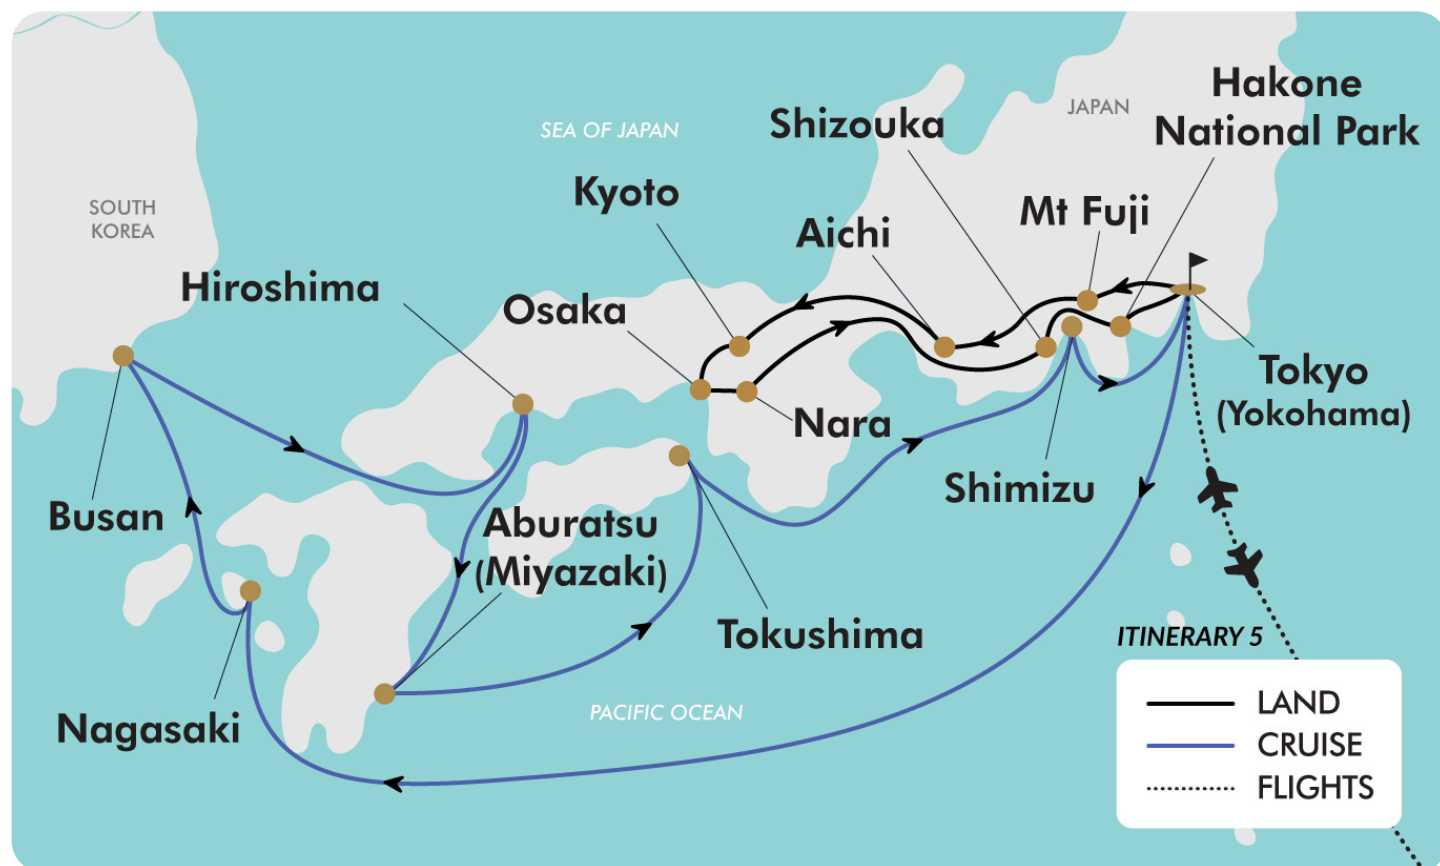 Hakone
National Park
JAPAN
Shizouka
SEA OF JAPAN
Kyoto
Mt Fuji
Aichi
SOUTH
KOREA
Hiroshima
Osaka
Tokyo
(Yokohama)
Nara
Shimizu
Busan
Aburatsu
(Miyazaki)
Tokushima
Nagasaki
PACIFIC OCEAN
ITINERARY 5
LAND
CRUISE
FLIGHTS